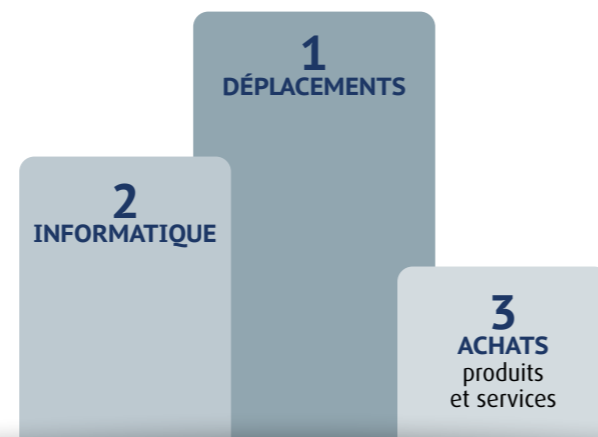 1
DÉPLACEMENTS
2
INFORMATIQUE
3
ACHATS
produits
et services